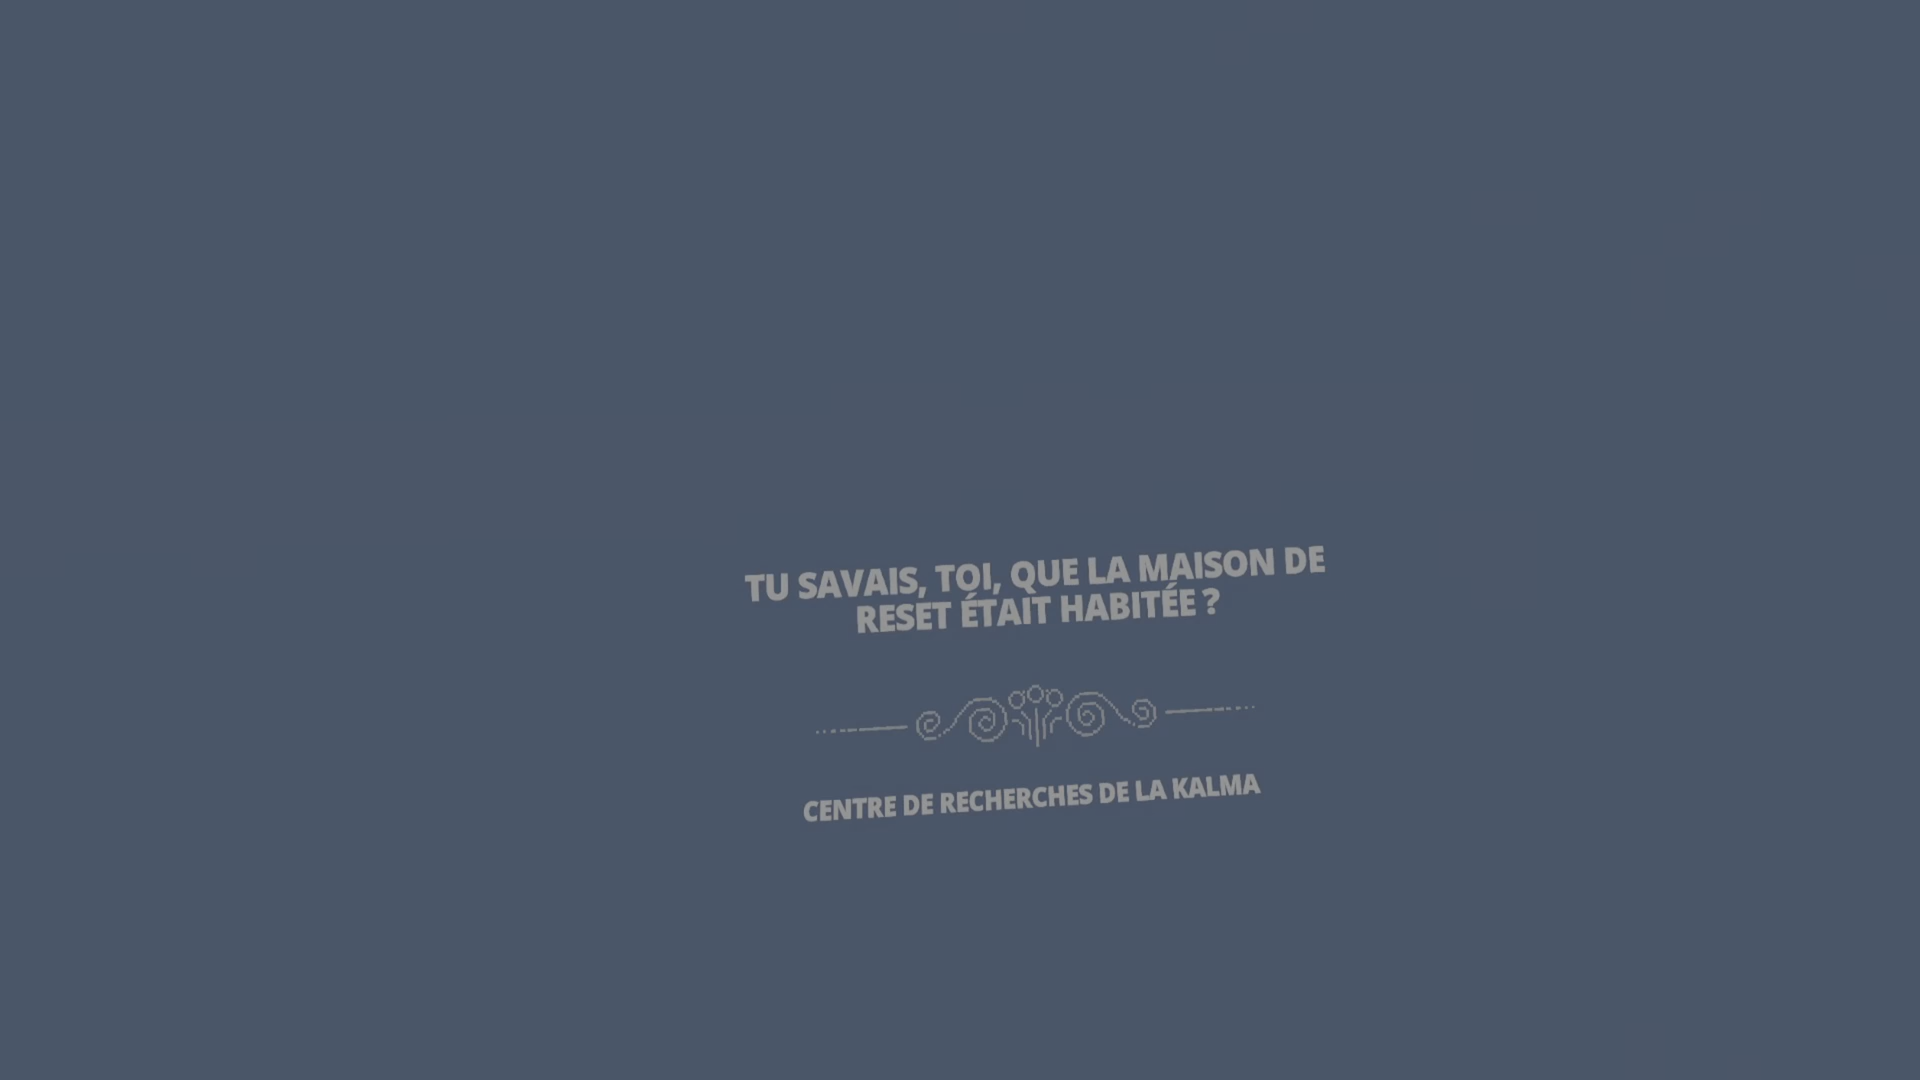 TU SAVAIS, TOI, QUE LA MAISON DE
RESET ÉTAIT HABITÉE ?
CENTRE DE RECHERCHES DE LA KALMA